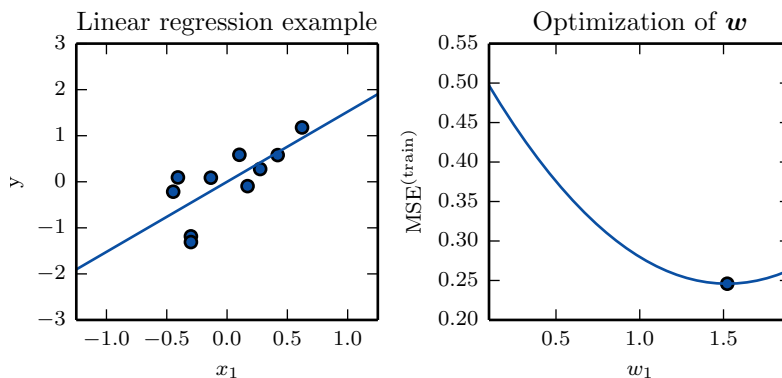 Linear regression example
3
2
1
0
−1
−2
−3
y
−1.0 −0.5 0.0 0.5 1.0
x₁
Optimization of w
0.55
0.50
0.45
0.40
0.35
0.30
0.25
0.20
MSE⁽ᵗʳᵃⁱⁿ⁾
0.5 1.0 1.5
w₁